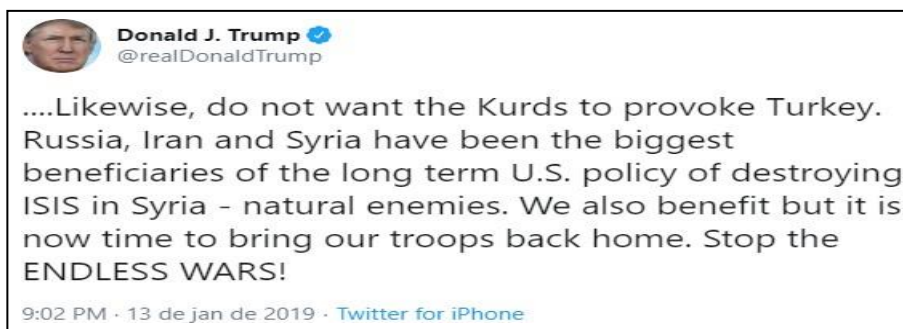 Donald J. Trump
@realDonaldTrump
....Likewise, do not want the Kurds to provoke Turkey.
Russia, Iran and Syria have been the biggest
beneficiaries of the long term U.S. policy of destroying
ISIS in Syria - natural enemies. We also benefit but it is
now time to bring our troops back home. Stop the
ENDLESS WARS!
9:02 PM · 13 de jan de 2019 · Twitter for iPhone